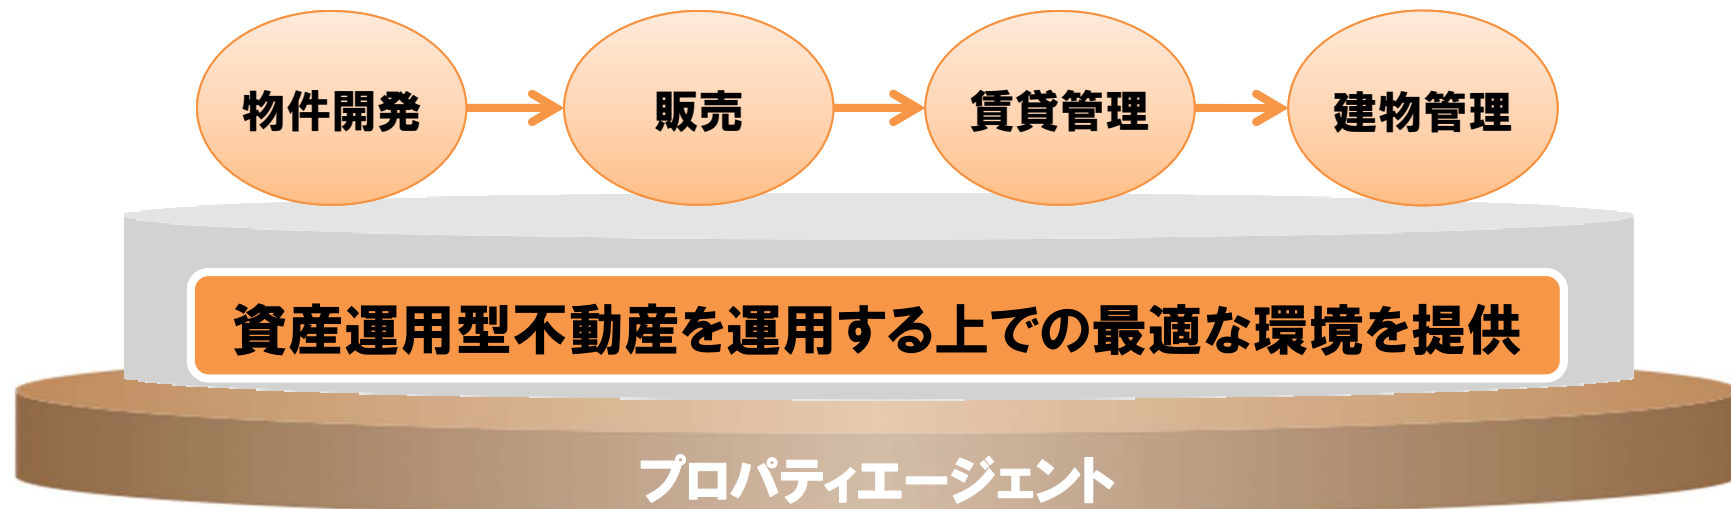 物件開発
販売
賃貸管理
建物管理
資産運用型不動産を運用する上での最適な環境を提供
プロパティエージェント